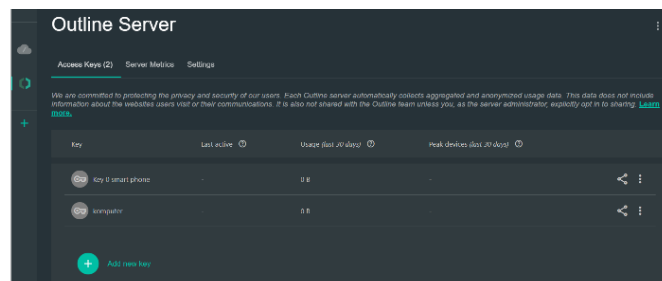 Outline Server
Access Keys (2) Server Metrics Settings
We are committed to protecting the privacy and security of our users. Each Outline server automatically collects aggregated and anonymized usage data. This data does not include
information about the websites users visit or their communications. It is also not shared with the Outline team unless you, as the server administrator, explicitly opt in to sharing. Learn
more.
Key Last active Usage (last 30 days) Peak devices (last 30 days)
Key 0 smart phone - 0 B -
komputer - 0 B -
Add new key